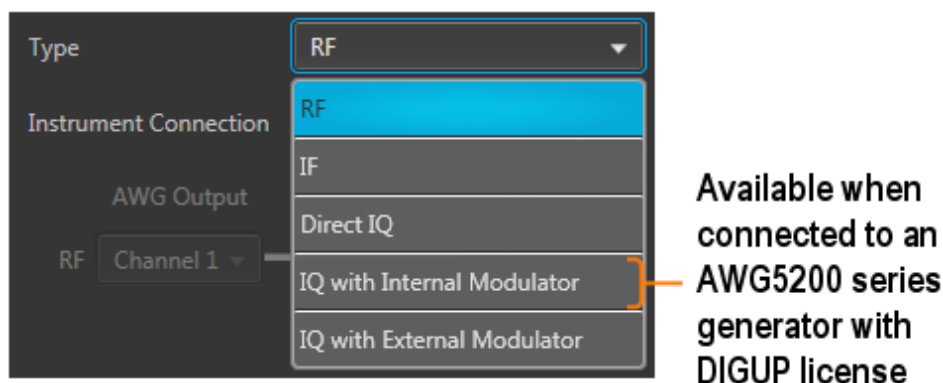 Type
RF
Instrument Connection
RF
IF
AWG Output
Direct IQ
RF
Channel 1
IQ with Internal Modulator
IQ with External Modulator
Available when
connected to an
AWG5200 series
generator with
DIGUP license